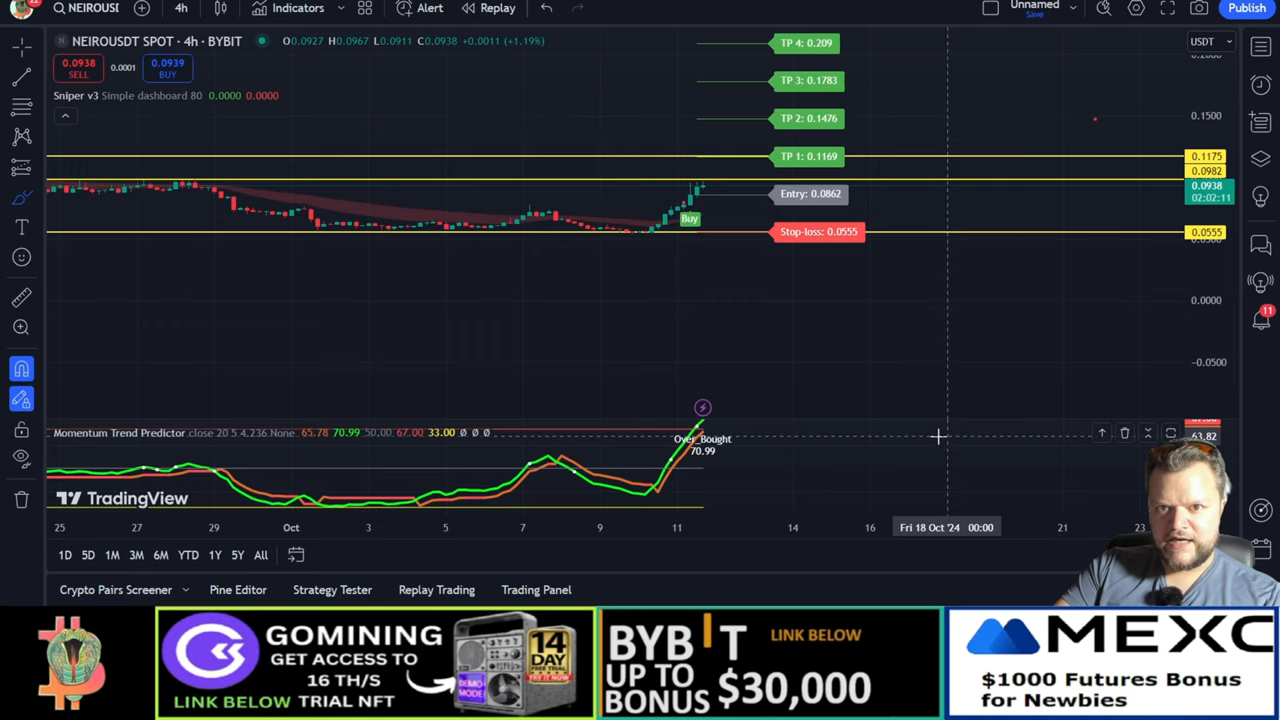 22
NEIROUSI
4h
Indicators
Alert
Replay
Unnamed
Save
Publish
NEIROUSDT SPOT · 4h · BYBIT
O0.0927 H0.0967 L0.0911 C0.0938 +0.0011 (+1.19%)
USDT
0.0938
SELL
0.0001
0.0939
BUY
Sniper v3 Simple dashboard 80 0.0000 0.0000
TP 4: 0.209
TP 3: 0.1783
TP 2: 0.1476
TP 1: 0.1169
Entry: 0.0862
Buy
Stop-loss: 0.0555
0.2000
0.1500
0.1175
0.0982
0.0938
02:02:11
0.0555
0.0500
0.0000
-0.0500
11
Momentum Trend Predictor close 20 5 4.236 None 65.78 70.99 50.00 67.00 33.00 Ø Ø Ø
Over_Bought
70.99
63.82
TradingView
25
27
29
Oct
3
5
7
9
11
14
16
Fri 18 Oct '24 00:00
21
23
1D 5D 1M 3M 6M YTD 1Y 5Y All
Crypto Pairs Screener
Pine Editor
Strategy Tester
Replay Trading
Trading Panel
GOMINING
GET ACCESS TO
16 TH/S
LINK BELOW TRIAL NFT
DEMO
MODE
14
DAY
FREE TRIAL
TRY IT NOW
BYBIT
LINK BELOW
UP TO
BONUS $30,000
MEXC
$1000 Futures Bonus
for Newbies